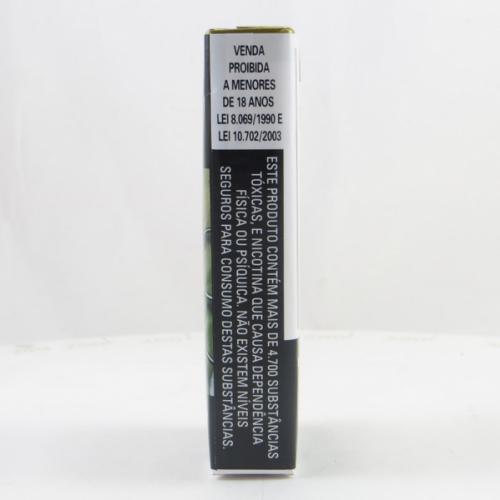 VENDA
PROIBIDA
A MENORES
DE 18 ANOS
LEI 8.069/1990 E
LEI 10.702/2003
ESTE PRODUTO CONTÉM MAIS DE 4.700 SUBSTÂNCIAS
TÓXICAS, E NICOTINA QUE CAUSA DEPENDÊNCIA
FÍSICA OU PSÍQUICA. NÃO EXISTEM NÍVEIS
SEGUROS PARA CONSUMO DESTAS SUBSTÂNCIAS.